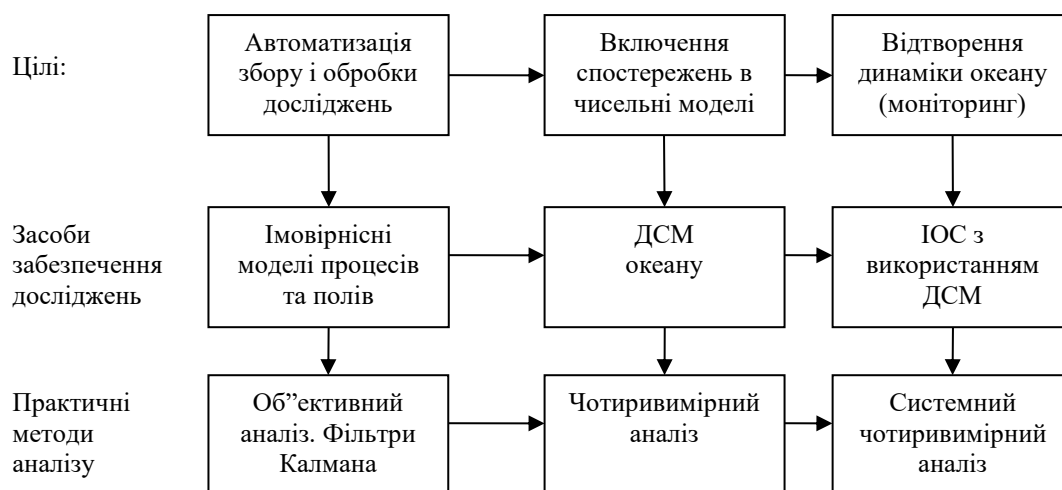 Цілі:
Автоматизація
збору і обробки
досліджень
Включення
спостережень в
чисельні моделі
Відтворення
динаміки океану
(моніторинг)
Засоби
забезпечення
досліджень
Імовірнісні
моделі процесів
та полів
ДСМ
океану
ІОС з
використанням
ДСМ
Практичні
методи
аналізу
Об”ективний
аналіз. Фільтри
Калмана
Чотиривимірний
аналіз
Системний
чотиривимірний
аналіз